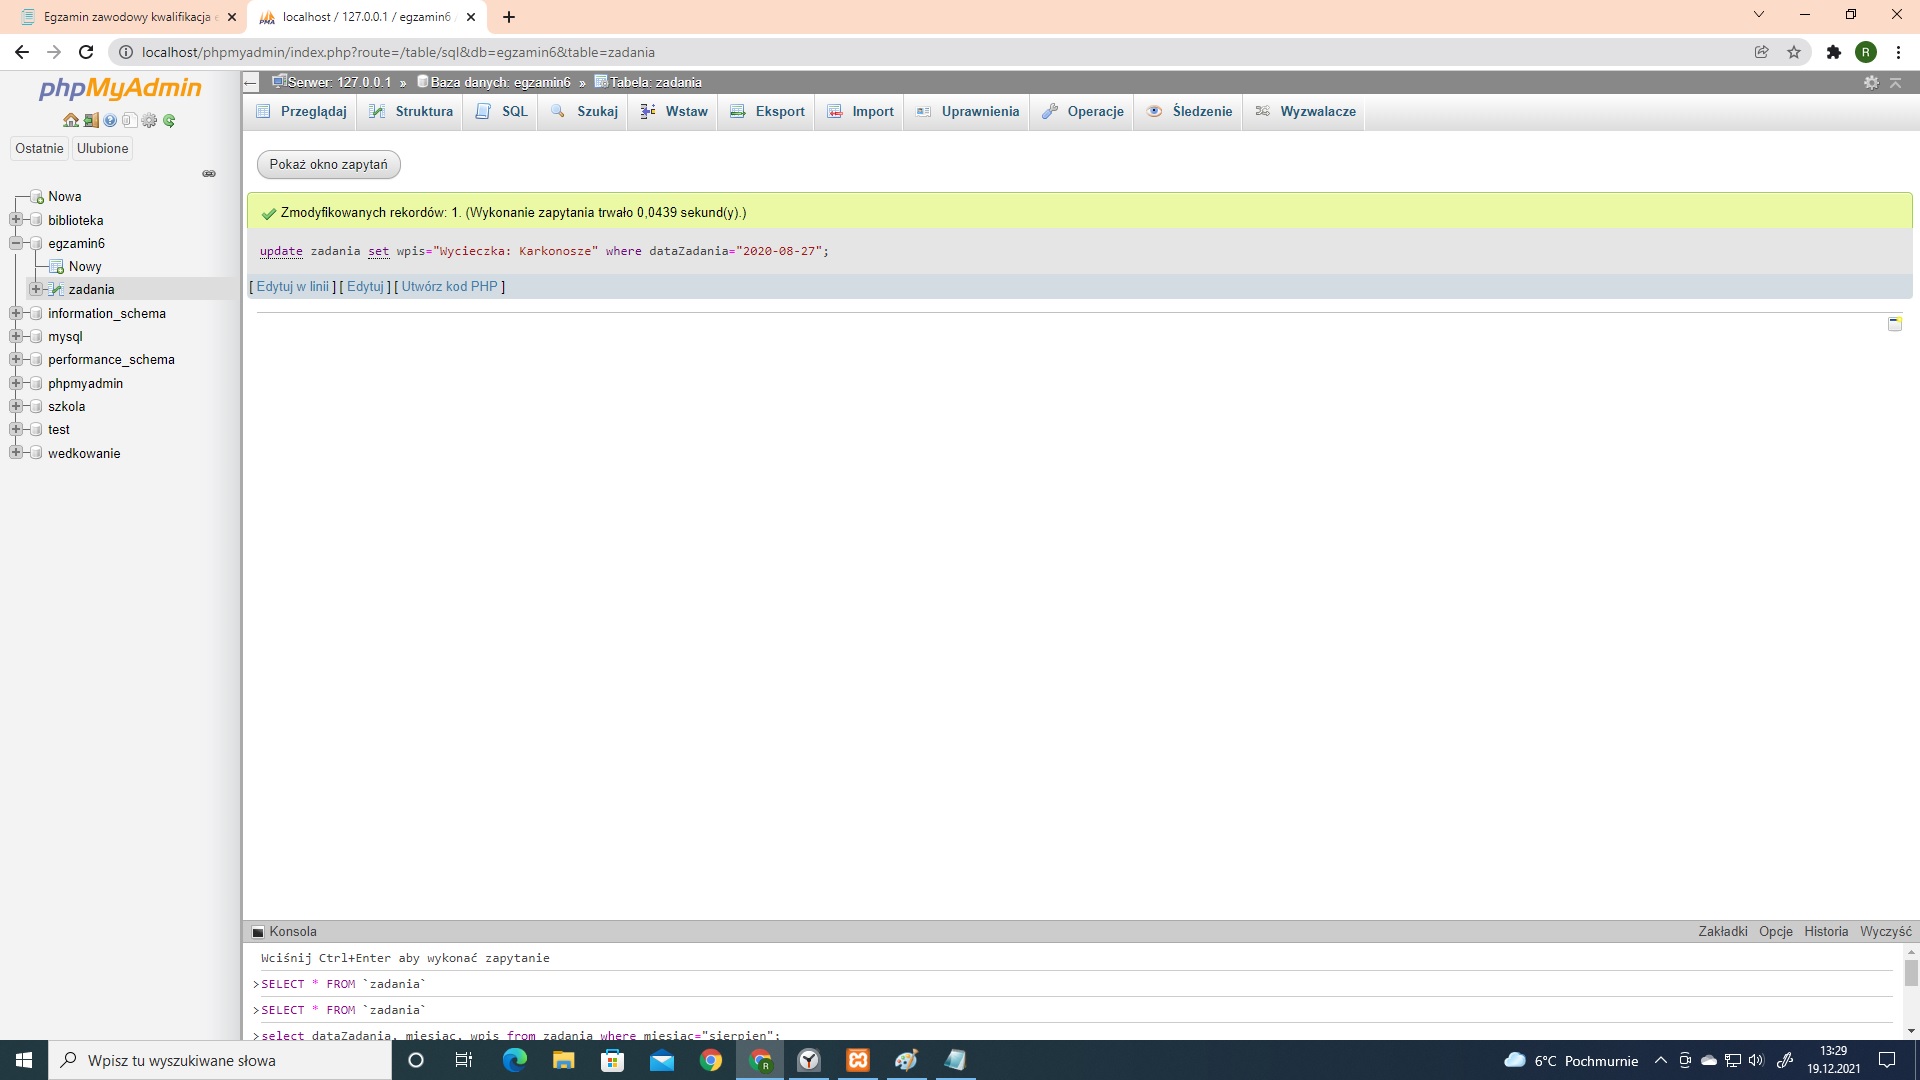 Egzamin zawodowy kwalifikacja e
localhost / 127.0.0.1 / egzamin6 /
localhost/phpmyadmin/index.php?route=/table/sql&db=egzamin6&table=zadania
R
phpMyAdmin
Ostatnie
Ulubione
Nowa
biblioteka
egzamin6
Nowy
zadania
information_schema
mysql
performance_schema
phpmyadmin
szkola
test
wedkowanie
Serwer: 127.0.0.1 » Baza danych: egzamin6 » Tabela: zadania
Przeglądaj Struktura SQL Szukaj Wstaw Eksport Import Uprawnienia Operacje Śledzenie Wyzwalacze
Pokaż okno zapytań
Zmodyfikowanych rekordów: 1. (Wykonanie zapytania trwało 0,0439 sekund(y).)
update zadania set wpis="Wycieczka: Karkonosze" where dataZadania="2020-08-27";
[ Edytuj w linii ] [ Edytuj ] [ Utwórz kod PHP ]
Konsola
Zakładki Opcje Historia Wyczyść
Wciśnij Ctrl+Enter aby wykonać zapytanie
>SELECT * FROM `zadania`
>SELECT * FROM `zadania`
>select dataZadania, miesiac, wpis from zadania where miesiac="sierpien";
Wpisz tu wyszukiwane słowa
6°C Pochmurnie
13:29
19.12.2021